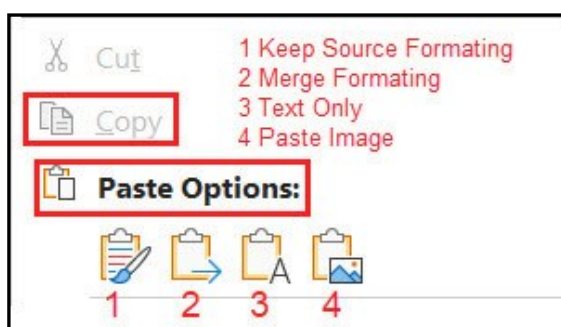 Cut
1 Keep Source Formating
2 Merge Formating
Copy
3 Text Only
4 Paste Image
Paste Options:
A
1 2 3 4